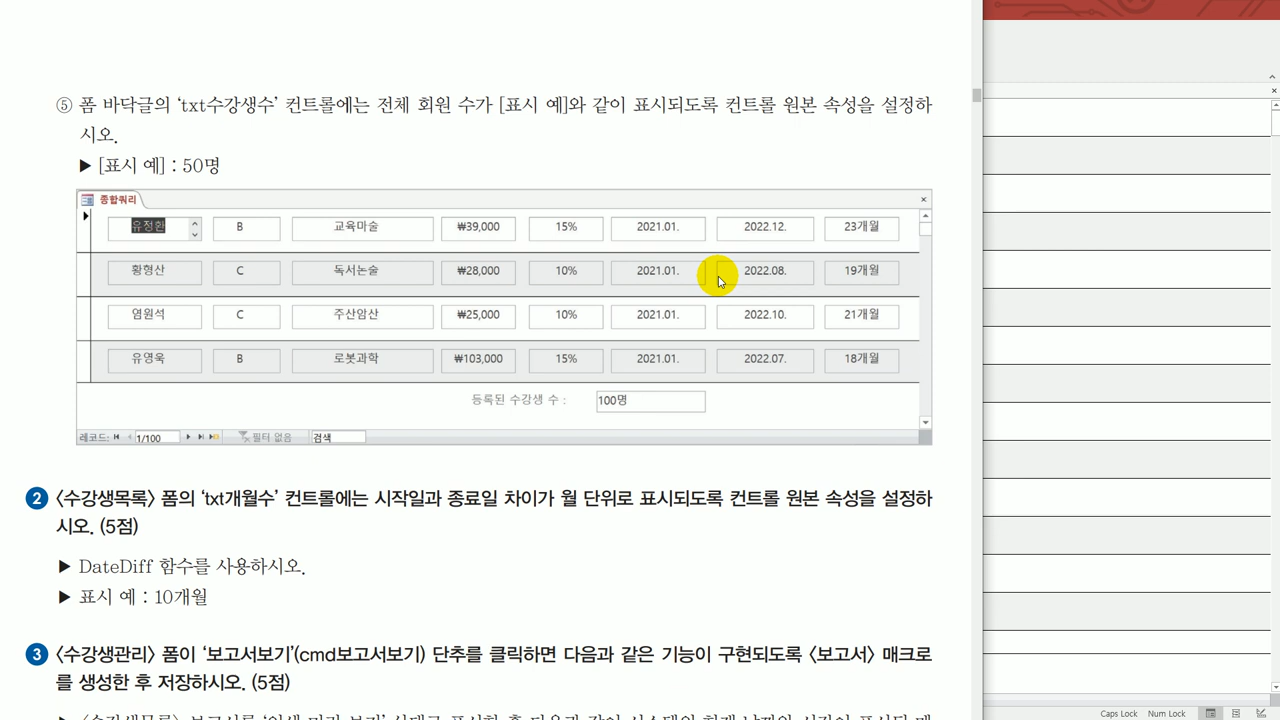 ⑤ 폼 바닥글의 ‘txt수강생수’ 컨트롤에는 전체 회원 수가 [표시 예]와 같이 표시되도록 컨트롤 원본 속성을 설정하
시오.
▶ [표시 예] : 50명
종합쿼리
유정환 B 교육마술 ₩39,000 15% 2021.01. 2022.12. 23개월
황형산 C 독서논술 ₩28,000 10% 2021.01. 2022.08. 19개월
염원석 C 주산암산 ₩25,000 10% 2021.01. 2022.10. 21개월
유영욱 B 로봇과학 ₩103,000 15% 2021.01. 2022.07. 18개월
등록된 수강생 수 : 100명
레코드: 1/100 필터 없음 검색
2 〈수강생목록〉 폼의 ‘txt개월수’ 컨트롤에는 시작일과 종료일 차이가 월 단위로 표시되도록 컨트롤 원본 속성을 설정하
시오. (5점)
▶ DateDiff 함수를 사용하시오.
▶ 표시 예 : 10개월
3 〈수강생관리〉 폼이 ‘보고서보기’(cmd보고서보기) 단추를 클릭하면 다음과 같은 기능이 구현되도록 〈보고서〉 매크로
를 생성한 후 저장하시오. (5점)
Caps Lock Num Lock